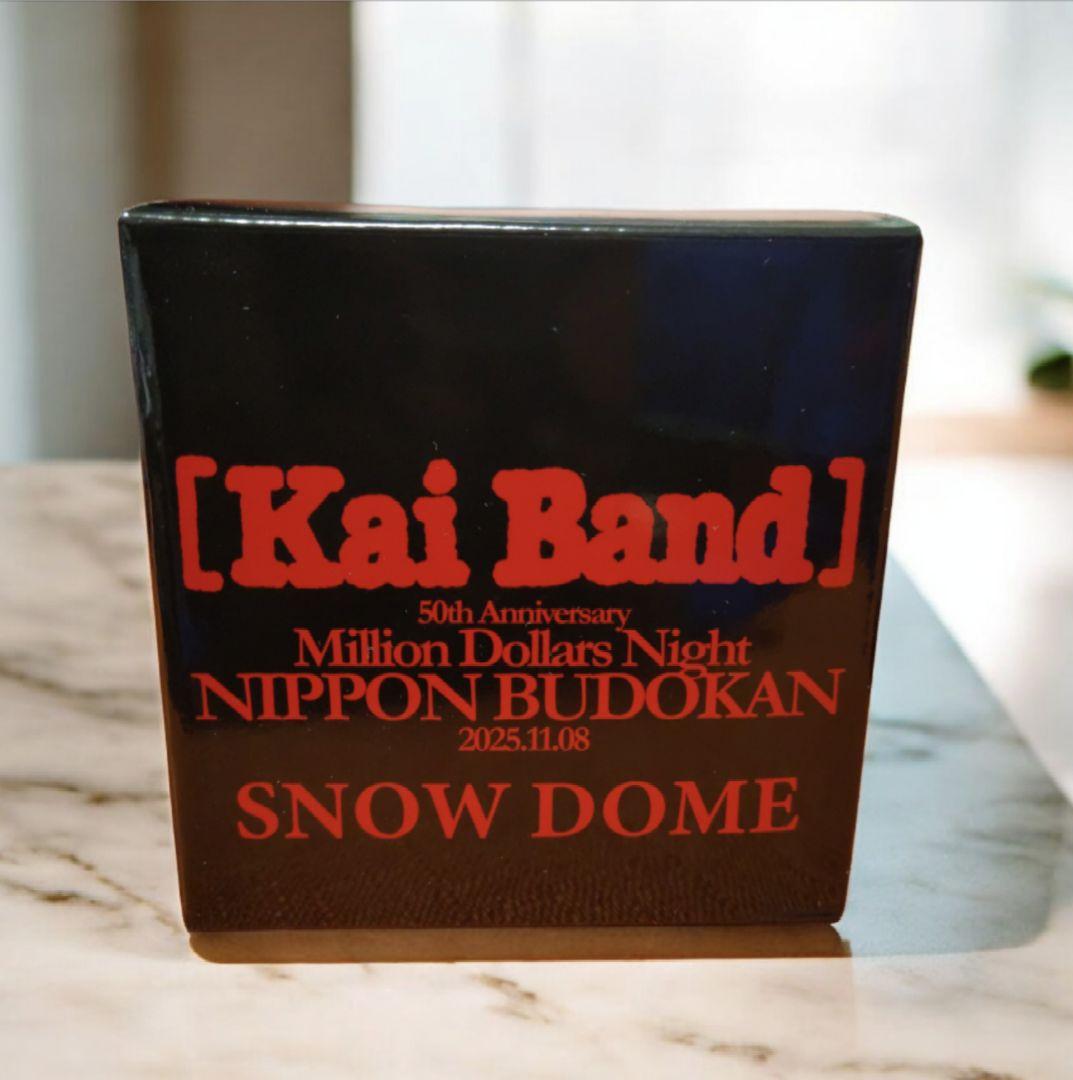 [Kai Band]
50th Anniversary
Million Dollars Night
NIPPON BUDOKAN
2025.11.08
SNOW DOME